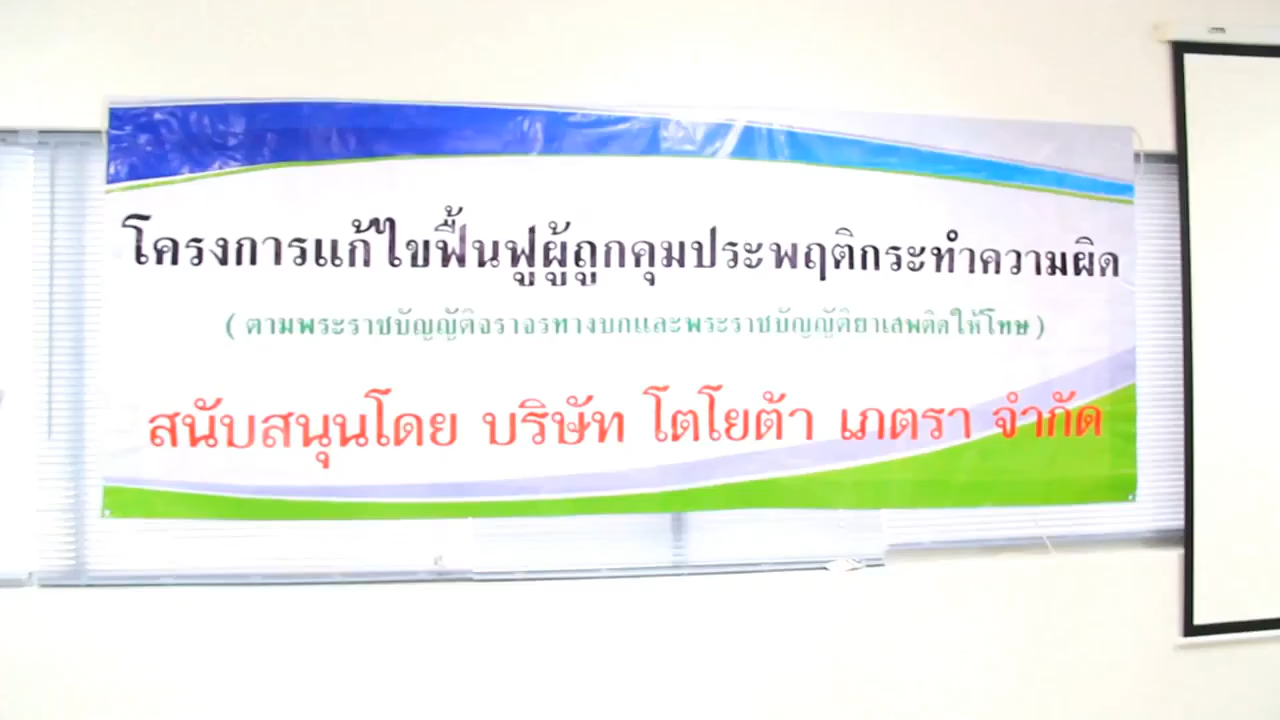 โครงการแก้ไขฟื้นฟูผู้ถูกคุมประพฤติกระทำความผิด
(ตามพระราชบัญญัติจราจรทางบกและพระราชบัญญัติยาเสพติดให้โทษ)
สนับสนุนโดย บริษัท โตโยต้า เภตรา จำกัด